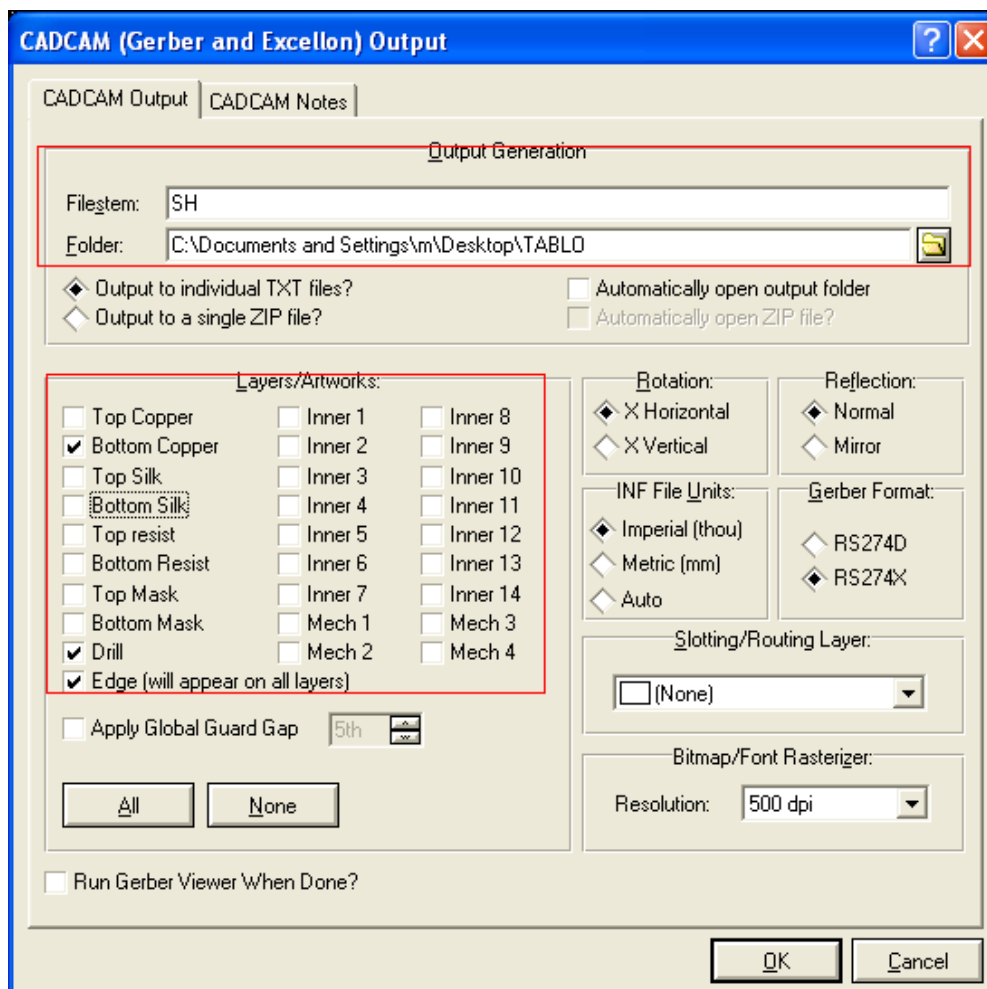 CADCAM (Gerber and Excellon) Output
CADCAM Output
CADCAM Notes
Output Generation
Filestem: SH
Folder: C:\Documents and Settings\m\Desktop\TABLO
Output to individual TXT files?
Automatically open output folder
Output to a single ZIP file?
Automatically open ZIP file?
Layers/Artworks:
Top Copper Inner 1 Inner 8
Bottom Copper Inner 2 Inner 9
Top Silk Inner 3 Inner 10
Bottom Silk Inner 4 Inner 11
Top resist Inner 5 Inner 12
Bottom Resist Inner 6 Inner 13
Top Mask Inner 7 Inner 14
Bottom Mask Mech 1 Mech 3
Drill Mech 2 Mech 4
Edge (will appear on all layers)
Apply Global Guard Gap 5th
All None
Rotation:
X Horizontal
X Vertical
Reflection:
Normal
Mirror
INF File Units:
Imperial (thou)
Metric (mm)
Auto
Gerber Format:
RS274D
RS274X
Slotting/Routing Layer:
(None)
Bitmap/Font Rasterizer:
Resolution: 500 dpi
Run Gerber Viewer When Done?
OK Cancel